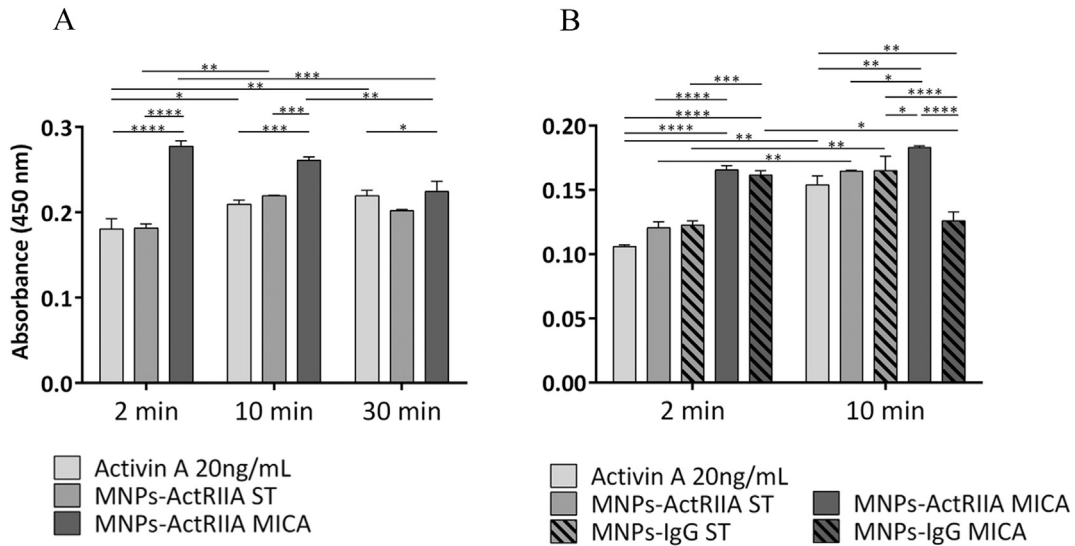 A
**
***
**
* **
**** ***
**** *** *
Absorbance (450 nm)
0.3
0.2
0.1
0.0
2 min 10 min 30 min
Activin A 20ng/mL
MNPs-ActRIIA ST
MNPs-ActRIIA MICA
B
**
**
*** *
**** ****
**** * ****
**** *
** **
**
0.20
0.15
0.10
0.05
0.00
2 min 10 min
Activin A 20ng/mL
MNPs-ActRIIA ST MNPs-ActRIIA MICA
MNPs-IgG ST MNPs-IgG MICA